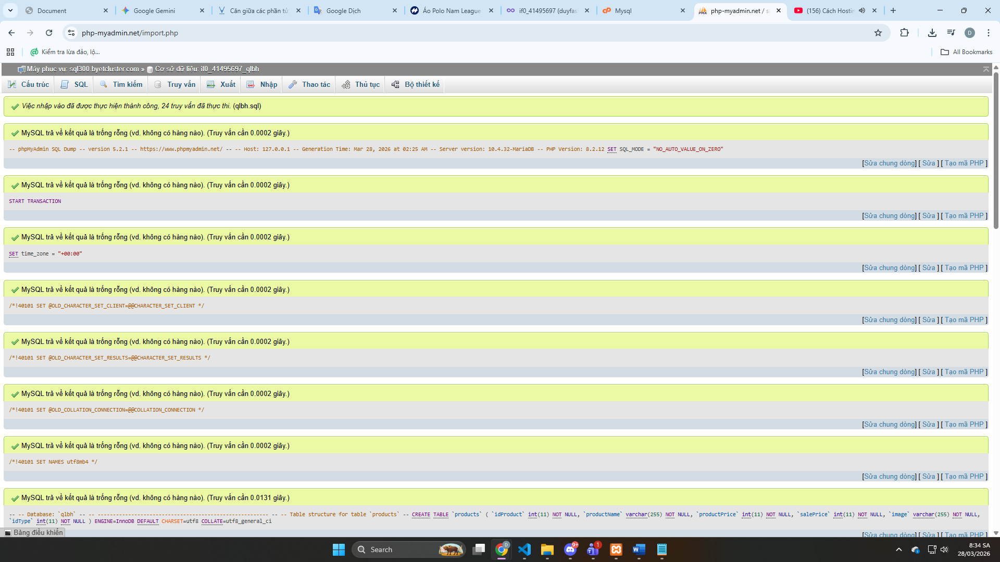 Document
Google Gemini
Căn giữa các phần tử
Google Dịch
Áo Polo Nam League
if0_41495697 (duyfas
Mysql
php-myadmin.net / s
(156) Cách Hostin
php-myadmin.net/import.php
D
Kiểm tra lừa đảo, lộ...
All Bookmarks
Máy phục vụ: sql300.byetcluster.com » Cơ sở dữ liệu: if0_41495697_qlbh
Cấu trúc SQL Tìm kiếm Truy vấn Xuất Nhập Thao tác Thủ tục Bộ thiết kế
Việc nhập vào đã được thực hiện thành công, 24 truy vấn đã thực thi. (qlbh.sql)
MySQL trả về kết quả là trống rỗng (vd. không có hàng nào). (Truy vấn cần 0.0002 giây.)
-- phpMyAdmin SQL Dump -- version 5.2.1 -- https://www.phpmyadmin.net/ -- -- Host: 127.0.0.1 -- Generation Time: Mar 28, 2026 at 02:25 AM -- Server version: 10.4.32-MariaDB -- PHP Version: 8.2.12 SET SQL_MODE = "NO_AUTO_VALUE_ON_ZERO"
[Sửa chung dòng] [ Sửa ] [ Tạo mã PHP ]
MySQL trả về kết quả là trống rỗng (vd. không có hàng nào). (Truy vấn cần 0.0002 giây.)
START TRANSACTION
[Sửa chung dòng] [ Sửa ] [ Tạo mã PHP ]
MySQL trả về kết quả là trống rỗng (vd. không có hàng nào). (Truy vấn cần 0.0002 giây.)
SET time_zone = "+00:00"
[Sửa chung dòng] [ Sửa ] [ Tạo mã PHP ]
MySQL trả về kết quả là trống rỗng (vd. không có hàng nào). (Truy vấn cần 0.0002 giây.)
/*!40101 SET @OLD_CHARACTER_SET_CLIENT=@@CHARACTER_SET_CLIENT */
[Sửa chung dòng] [ Sửa ] [ Tạo mã PHP ]
MySQL trả về kết quả là trống rỗng (vd. không có hàng nào). (Truy vấn cần 0.0002 giây.)
/*!40101 SET @OLD_CHARACTER_SET_RESULTS=@@CHARACTER_SET_RESULTS */
[Sửa chung dòng] [ Sửa ] [ Tạo mã PHP ]
MySQL trả về kết quả là trống rỗng (vd. không có hàng nào). (Truy vấn cần 0.0002 giây.)
/*!40101 SET @OLD_COLLATION_CONNECTION=@@COLLATION_CONNECTION */
[Sửa chung dòng] [ Sửa ] [ Tạo mã PHP ]
MySQL trả về kết quả là trống rỗng (vd. không có hàng nào). (Truy vấn cần 0.0002 giây.)
/*!40101 SET NAMES utf8mb4 */
[Sửa chung dòng] [ Sửa ] [ Tạo mã PHP ]
MySQL trả về kết quả là trống rỗng (vd. không có hàng nào). (Truy vấn cần 0.0131 giây.)
-- -- Database: `qlbh` -- -- -------------------------------------------------------- -- -- Table structure for table `products` -- CREATE TABLE `products` ( `idProduct` int(11) NOT NULL, `productName` varchar(255) NOT NULL, `productPrice` int(11) NOT NULL, `salePrice` int(11) NOT NULL, `image` varchar(255) NOT NULL,
`idType` int(11) NOT NULL ) ENGINE=InnoDB DEFAULT CHARSET=utf8 COLLATE=utf8_general_ci
[Sửa chung dòng] [ Sửa ] [ Tạo mã PHP ]
Bảng điều khiển
Search
D
9+
1
8:34 SA
28/03/2026